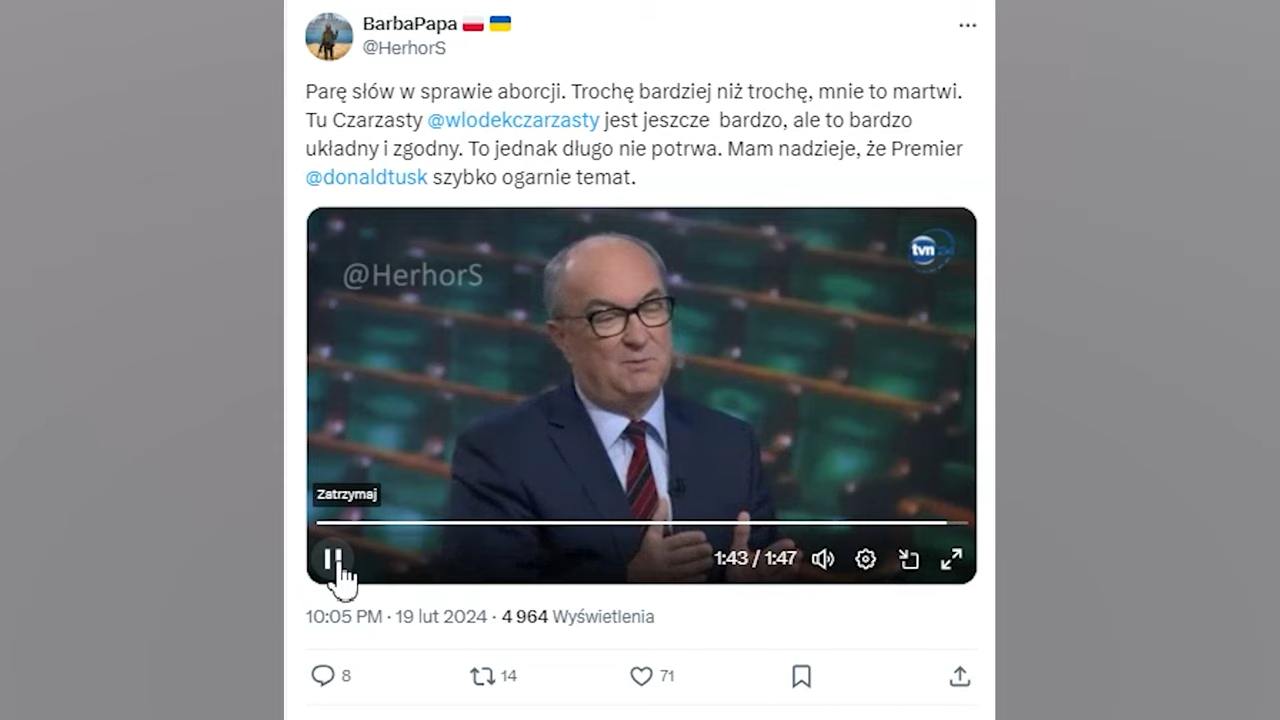 BarbaPapa
@HerhorS
Parę słów w sprawie aborcji. Trochę bardziej niż trochę, mnie to martwi.
Tu Czarzasty @wlodekczarzasty jest jeszcze bardzo, ale to bardzo
układny i zgodny. To jednak długo nie potrwa. Mam nadzieje, że Premier
@donaldtusk szybko ogarnie temat.
@HerhorS
tvn
Zatrzymaj
1:43 / 1:47
10:05 PM · 19 lut 2024 · 4 964 Wyświetlenia
8 14 71